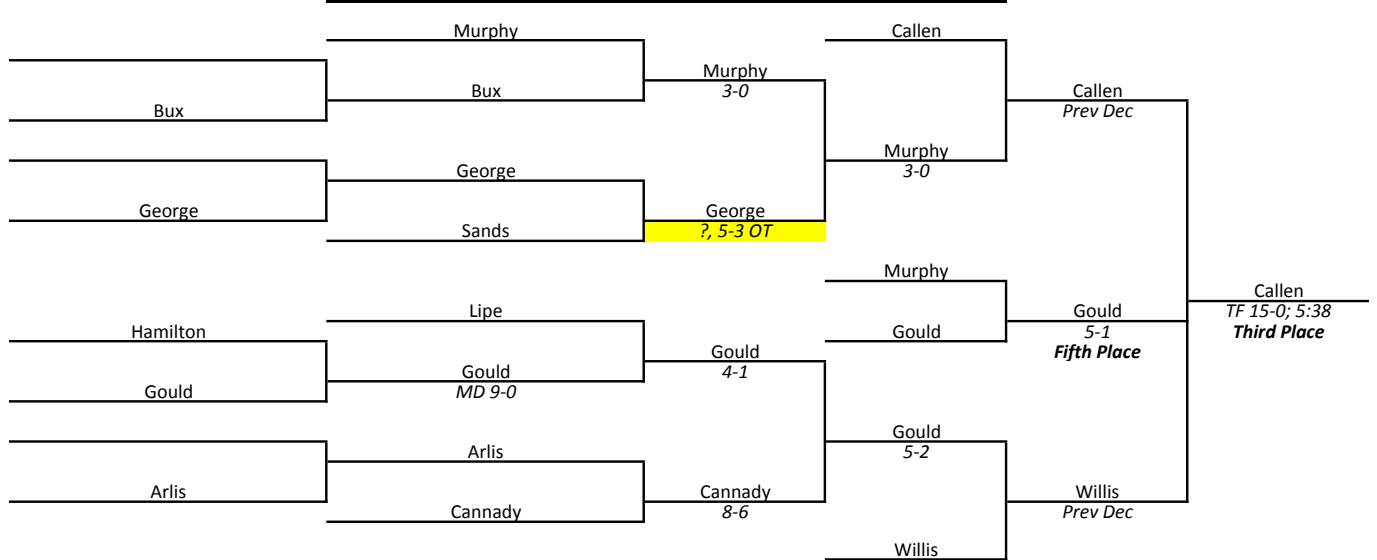 Murphy
Callen
Murphy
3-0
Bux
Callen
Prev Dec
Bux
Murphy
3-0
George
George
George
?, 5-3 OT
Sands
Murphy
Callen
TF 15-0; 5:38
Third Place
Lipe
Gould
5-1
Fifth Place
Hamilton
Gould
Gould
4-1
Gould
MD 9-0
Gould
Gould
5-2
Arlis
Arlis
Cannady
8-6
Willis
Prev Dec
Cannady
Willis